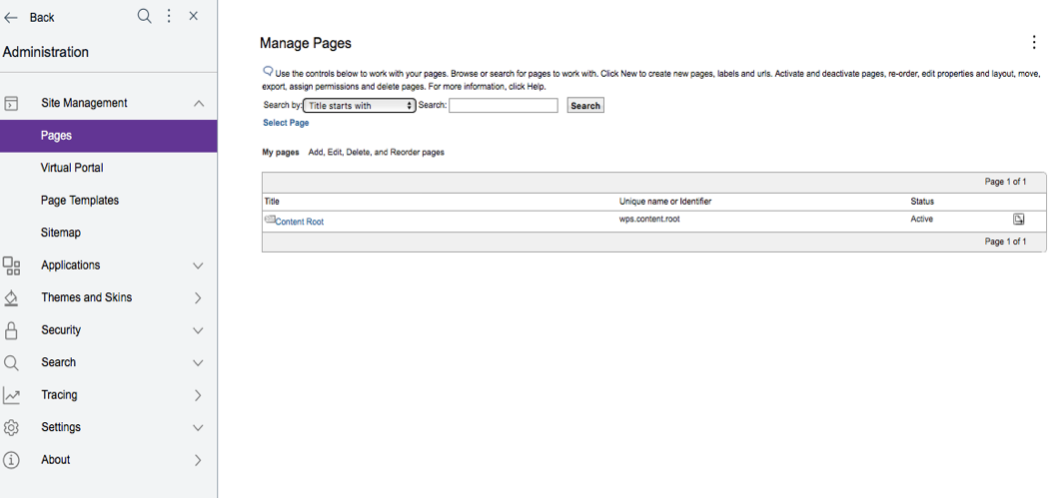 Back
Administration
Site Management
Pages
Virtual Portal
Page Templates
Sitemap
Applications
Themes and Skins
Security
Search
Tracing
Settings
About
Manage Pages
Use the controls below to work with your pages. Browse or search for pages to work with. Click New to create new pages, labels and urls. Activate and deactivate pages, re-order, edit properties and layout, move,
export, assign permissions and delete pages. For more information, click Help.
Search by: Title starts with Search: Search
Select Page
My pages Add, Edit, Delete, and Reorder pages
Page 1 of 1
Title Unique name or Identifier Status
Content Root wps.content.root Active
Page 1 of 1